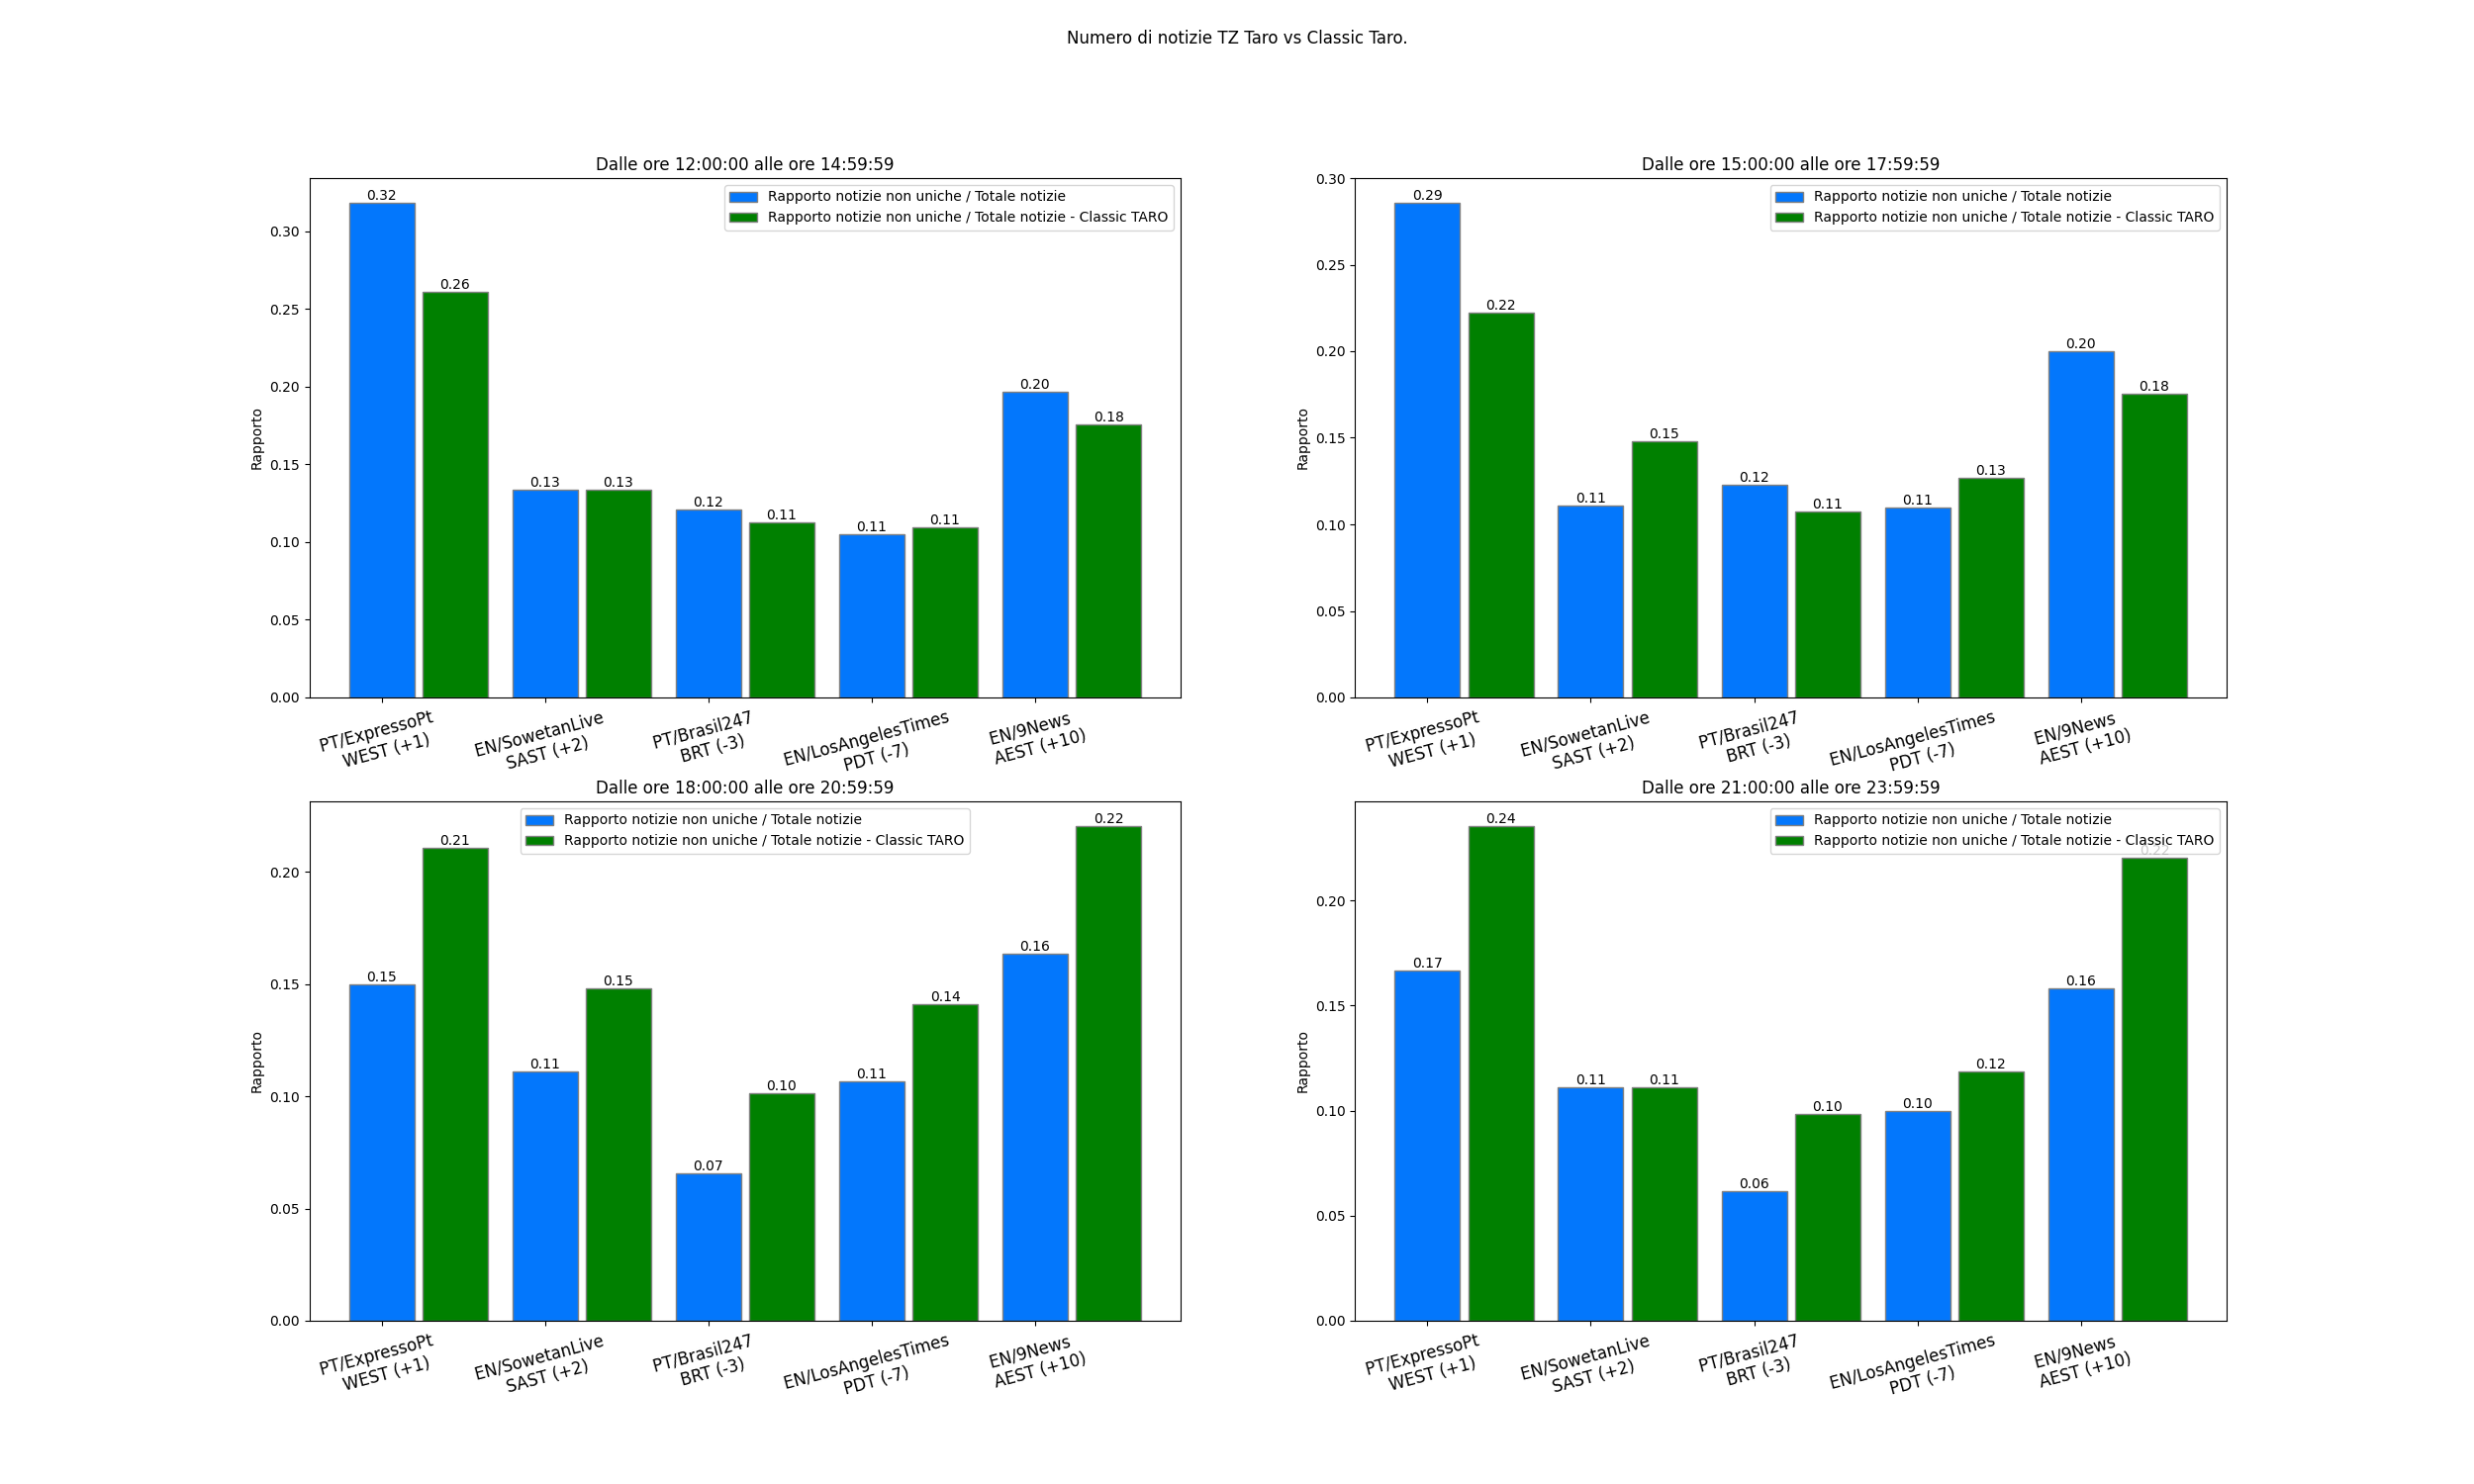 Numero di notizie TZ Taro vs Classic Taro.
Dalle ore 12:00:00 alle ore 14:59:59
Rapporto notizie non uniche / Totale notizie
Rapporto notizie non uniche / Totale notizie - Classic TARO
Rapporto
0.30
0.25
0.20
0.15
0.10
0.05
0.00
0.32
0.26
0.13
0.13
0.12
0.11
0.11
0.11
0.20
0.18
PT/ExpressoPt
WEST (+1)
EN/SowetanLive
SAST (+2)
PT/Brasil247
BRT (-3)
EN/LosAngelesTimes
PDT (-7)
EN/9News
AEST (+10)
Dalle ore 15:00:00 alle ore 17:59:59
Rapporto notizie non uniche / Totale notizie
Rapporto notizie non uniche / Totale notizie - Classic TARO
Rapporto
0.30
0.25
0.20
0.15
0.10
0.05
0.00
0.29
0.22
0.11
0.15
0.12
0.11
0.11
0.13
0.20
0.18
PT/ExpressoPt
WEST (+1)
EN/SowetanLive
SAST (+2)
PT/Brasil247
BRT (-3)
EN/LosAngelesTimes
PDT (-7)
EN/9News
AEST (+10)
Dalle ore 18:00:00 alle ore 20:59:59
Rapporto notizie non uniche / Totale notizie
Rapporto notizie non uniche / Totale notizie - Classic TARO
Rapporto
0.20
0.15
0.10
0.05
0.00
0.15
0.21
0.11
0.15
0.07
0.10
0.11
0.14
0.16
0.22
PT/ExpressoPt
WEST (+1)
EN/SowetanLive
SAST (+2)
PT/Brasil247
BRT (-3)
EN/LosAngelesTimes
PDT (-7)
EN/9News
AEST (+10)
Dalle ore 21:00:00 alle ore 23:59:59
Rapporto notizie non uniche / Totale notizie
Rapporto notizie non uniche / Totale notizie - Classic TARO
Rapporto
0.20
0.15
0.10
0.05
0.00
0.17
0.24
0.11
0.11
0.06
0.10
0.10
0.12
0.16
0.22
PT/ExpressoPt
WEST (+1)
EN/SowetanLive
SAST (+2)
PT/Brasil247
BRT (-3)
EN/LosAngelesTimes
PDT (-7)
EN/9News
AEST (+10)